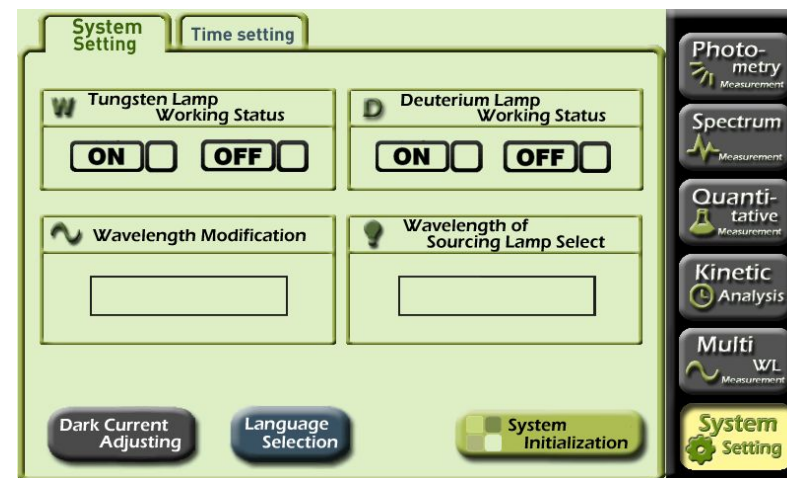 System
Setting
Time setting
W
Tungsten Lamp
Working Status
ON
OFF
D
Deuterium Lamp
Working Status
ON
OFF
Wavelength Modification
Wavelength of
Sourcing Lamp Select
Dark Current
Adjusting
Language
Selection
System
Initialization
Photo-
metry
Measurement
Spectrum
Measurement
Quanti-
tative
Measurement
Kinetic
Analysis
Multi
WL
Measurement
System
Setting